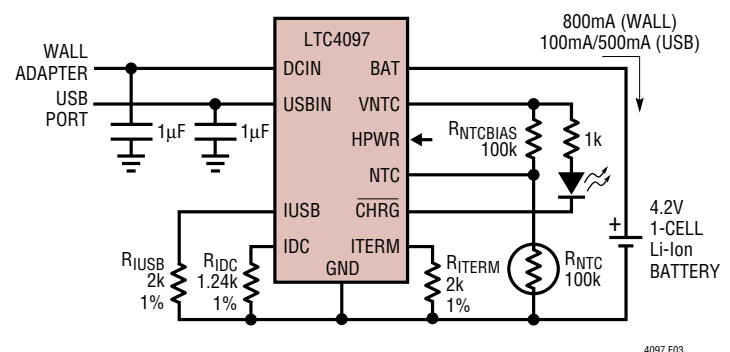 800mA (WALL)
100mA/500mA (USB)
LTC4097
WALL
ADAPTER
USB
PORT
DCIN
BAT
USBIN
VNTC
1µF
1µF
HPWR
RNTCBIAS
100k
1k
NTC
IUSB
CHRG
IDC
ITERM
GND
RIUSB
2k
1%
RIDC
1.24k
1%
RITERM
2k
1%
RNTC
100k
+
4.2V
1-CELL
Li-Ion
BATTERY
4097 F03